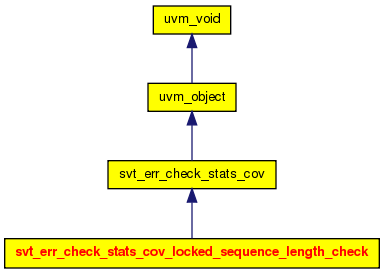 uvm_void
uvm_object
svt_err_check_stats_cov
svt_err_check_stats_cov_locked_sequence_length_check